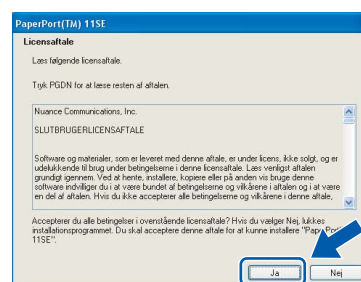 PaperPort(TM) 11SE
Licensaftale
Læs følgende licensaftale.
Tryk PGDN for at læse resten af aftalen.
Nuance Communications, Inc.
SLUTBRUGERLICENSAFTALE
Software og materialer, som er leveret med denne aftale, er under licens, ikke solgt, og er
udelukkende til brug under betingelserne i denne licensaftale. Læs venligst aftalen
grundigt igennem. Ved at hente, installere, kopiere eller på anden vis bruge denne
software indvilliger du i at være bundet af betingelserne og vilkårene i aftalen og i at være
en del af aftalen. Hvis du ikke accepterer alle betingelser og vilkårene i denne aftale,
Accepterer du alle betingelser i ovenstående licensaftale? Hvis du vælger Nej, lukkes
installationsprogrammet. Du skal acceptere denne aftale for at kunne installere "PaperPort
11SE".
Ja
Nej